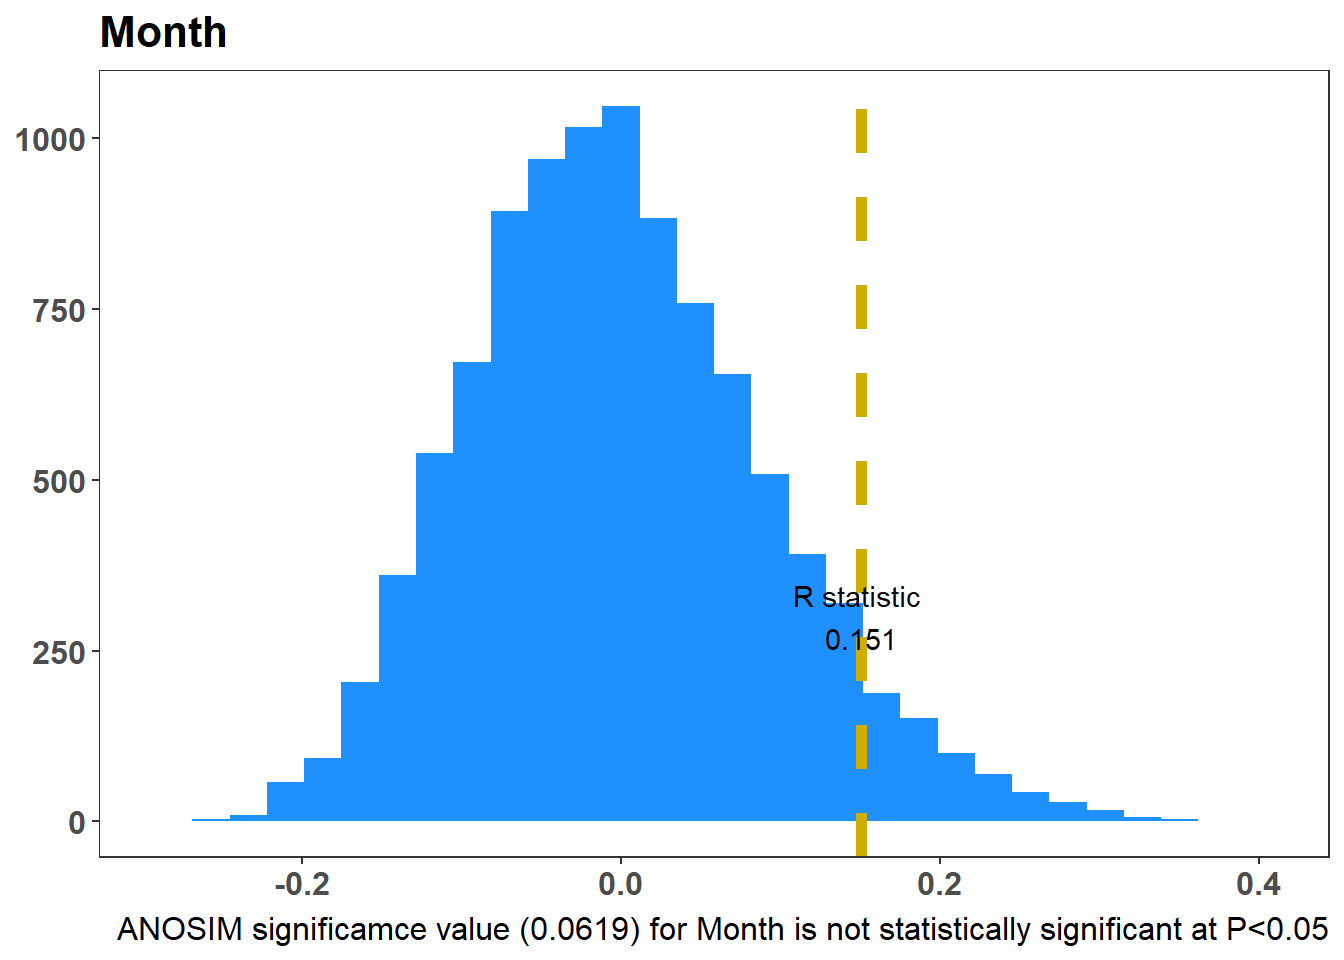 Month
1000
750
500
250
0
R statistic
0.151
-0.2 0.0 0.2 0.4
ANOSIM significamce value (0.0619) for Month is not statistically significant at P<0.05